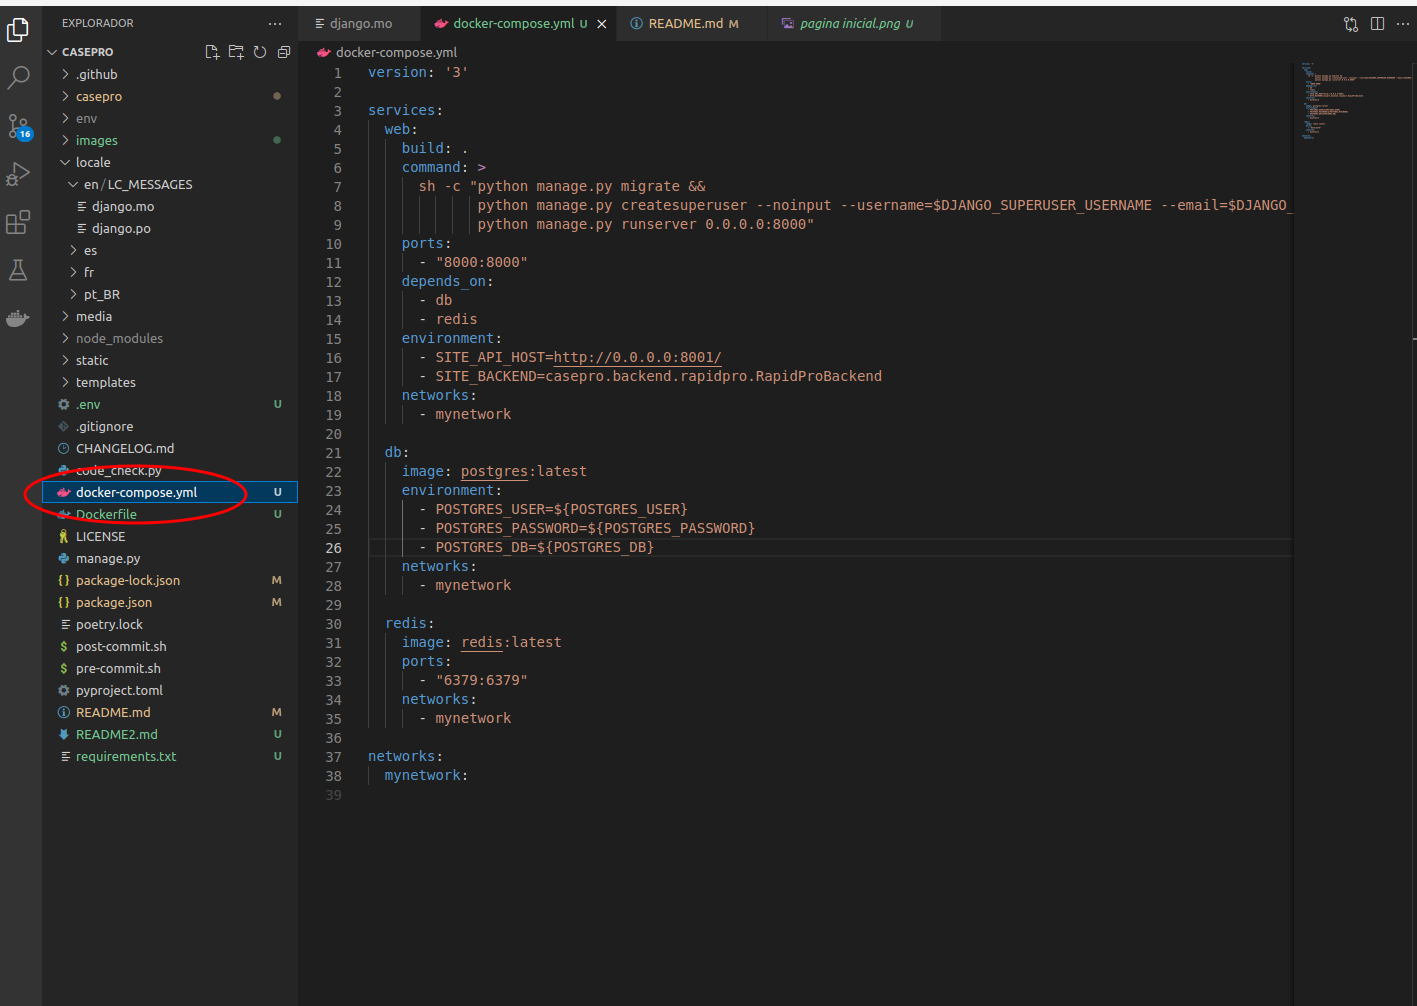 EXPLORADOR
django.mo
docker-compose.yml U
README.md M
pagina inicial.png U
CASEPRO
docker-compose.yml
.github
casepro
env
images
locale
en / LC_MESSAGES
django.mo
django.po
es
fr
pt_BR
media
node_modules
static
templates
.env U
.gitignore
CHANGELOG.md
code_check.py
docker-compose.yml U
Dockerfile U
LICENSE
manage.py
package-lock.json M
package.json M
poetry.lock
post-commit.sh
pre-commit.sh
pyproject.toml
README.md M
README2.md U
requirements.txt U
16
1 version: '3'
2
3 services:
4 web:
5 build: .
6 command: >
7 sh -c "python manage.py migrate &&
8 python manage.py createsuperuser --noinput --username=$DJANGO_SUPERUSER_USERNAME --email=$DJANGO_
9 python manage.py runserver 0.0.0.0:8000"
10 ports:
11 - "8000:8000"
12 depends_on:
13 - db
14 - redis
15 environment:
16 - SITE_API_HOST=http://0.0.0.0:8001/
17 - SITE_BACKEND=casepro.backend.rapidpro.RapidProBackend
18 networks:
19 - mynetwork
20
21 db:
22 image: postgres:latest
23 environment:
24 - POSTGRES_USER=${POSTGRES_USER}
25 - POSTGRES_PASSWORD=${POSTGRES_PASSWORD}
26 - POSTGRES_DB=${POSTGRES_DB}
27 networks:
28 - mynetwork
29
30 redis:
31 image: redis:latest
32 ports:
33 - "6379:6379"
34 networks:
35 - mynetwork
36
37 networks:
38 mynetwork:
39